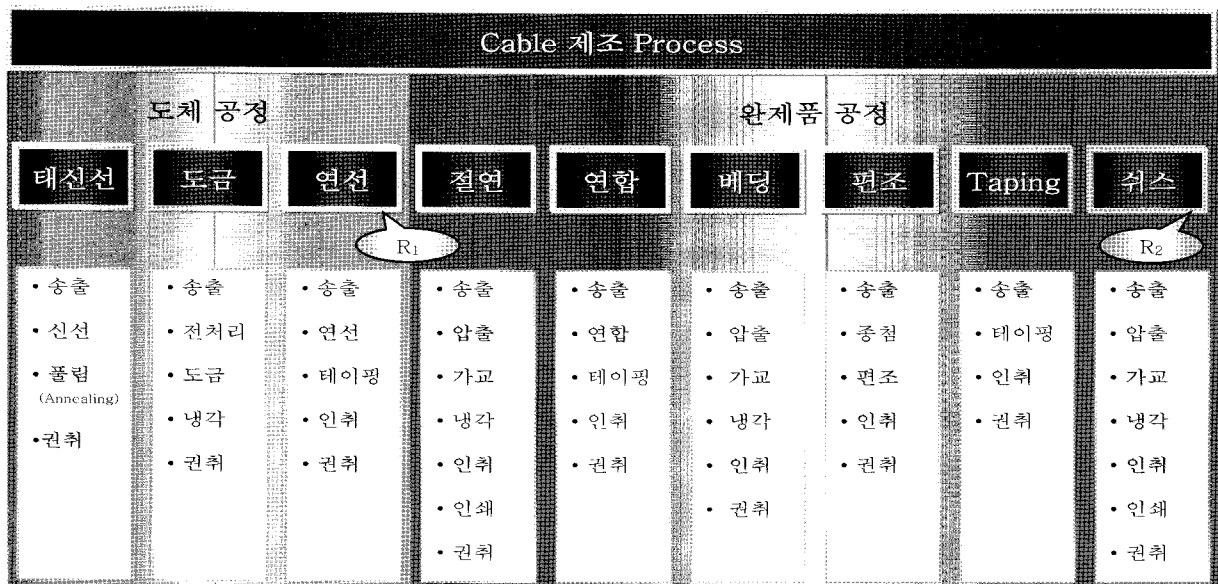 Cable 제조 Process
도체 공정
완제품 공정
태신선
도금
연선
절연
연합
베딩
편조
Taping
쉬스
R₁
R₂
• 송출
• 신선
• 풀림
(Annealing)
•권취
• 송출
• 전처리
• 도금
• 냉각
• 권취
• 송출
• 연선
• 테이핑
• 인취
• 권취
• 송출
• 압출
• 가교
• 냉각
• 인취
• 인쇄
• 권취
• 송출
• 연합
• 테이핑
• 인취
• 권취
• 송출
• 압출
• 가교
• 냉각
• 인취
• 권취
• 송출
• 종첨
• 편조
• 인취
• 권취
• 송출
• 테이핑
• 인취
• 권취
• 송출
• 압출
• 가교
• 냉각
• 인취
• 인쇄
• 권취